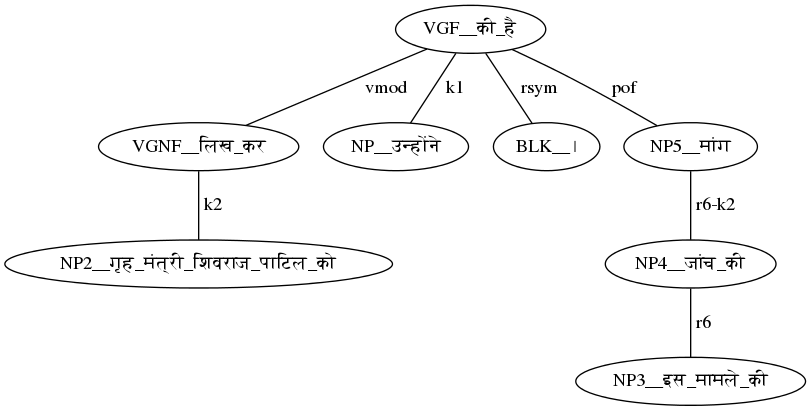 VGF__की_है
vmod k1 rsym pof
VGNF__लिख_कर NP__उन्होंने BLK__। NP5__मांग
k2 r6-k2
NP2__गृह_मंत्री_शिवराज_पाटिल_को NP4__जांच_की
r6
NP3__इस_मामले_की